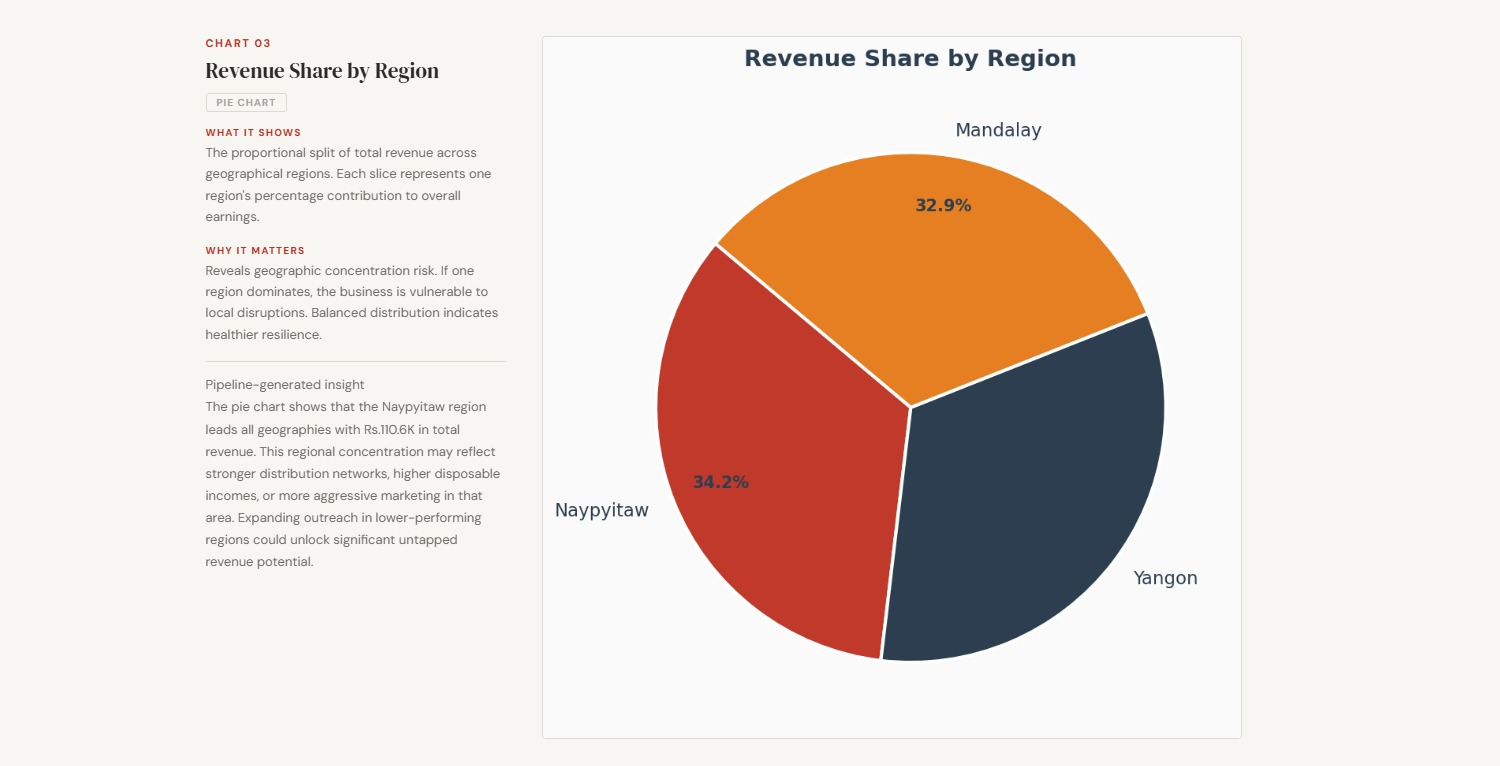 CHART 03
Revenue Share by Region
PIE CHART
WHAT IT SHOWS
The proportional split of total revenue across
geographical regions. Each slice represents one
region's percentage contribution to overall
earnings.
WHY IT MATTERS
Reveals geographic concentration risk. If one
region dominates, the business is vulnerable to
local disruptions. Balanced distribution indicates
healthier resilience.
Pipeline-generated insight
The pie chart shows that the Naypyitaw region
leads all geographies with Rs.110.6K in total
revenue. This regional concentration may reflect
stronger distribution networks, higher disposable
incomes, or more aggressive marketing in that
area. Expanding outreach in lower-performing
regions could unlock significant untapped
revenue potential.
Revenue Share by Region
Mandalay
32.9%
34.2%
Naypyitaw
Yangon